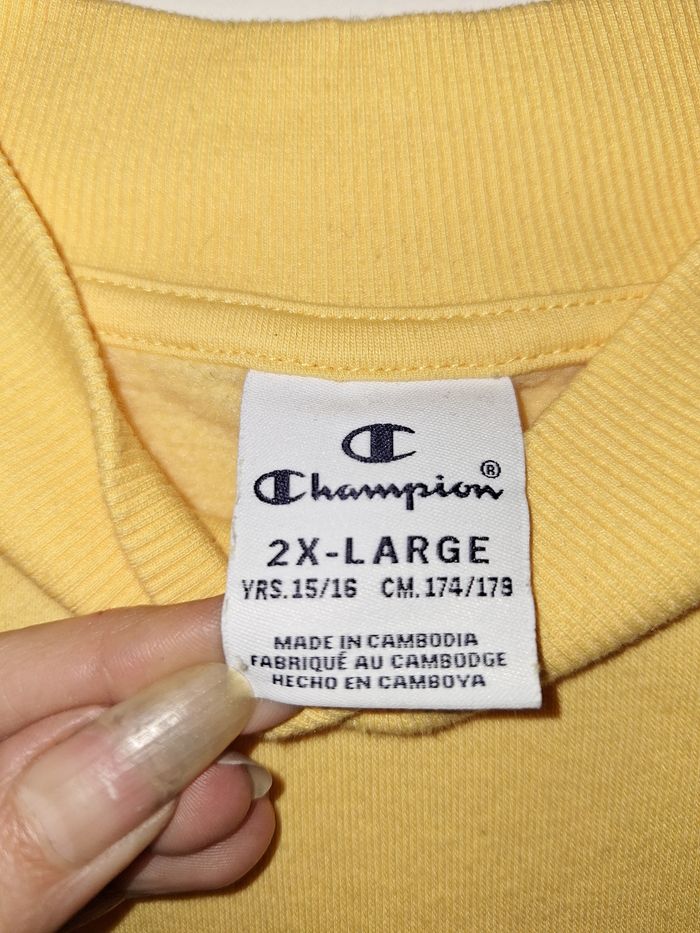 Champion®
2X-LARGE
YRS.15/16 CM.174/179
MADE IN CAMBODIA
FABRIQUÉ AU CAMBODGE
HECHO EN CAMBOYA